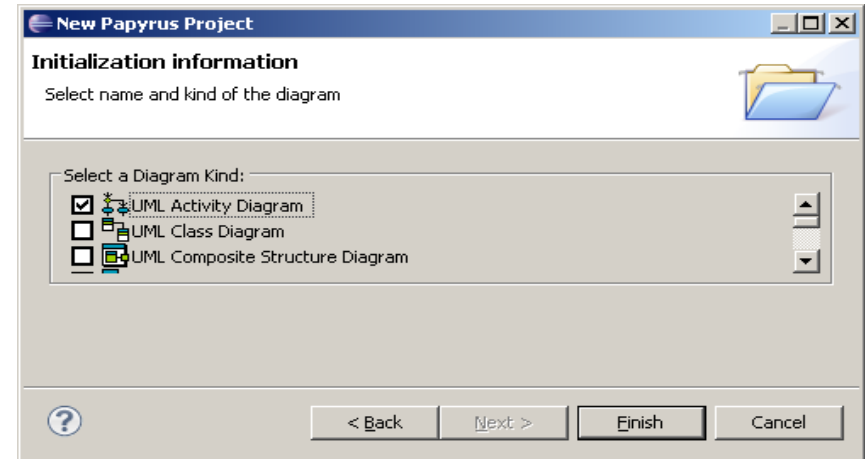 New Papyrus Project
Initialization information
Select name and kind of the diagram
Select a Diagram Kind:
UML Activity Diagram
UML Class Diagram
UML Composite Structure Diagram
? < Back Next > Finish Cancel